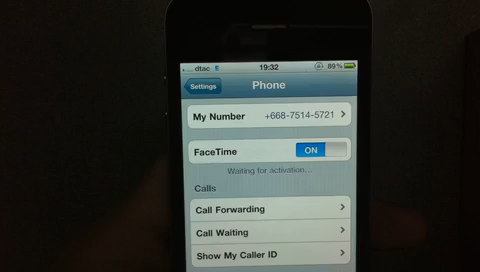 dtac E 19:32 89%
Settings Phone
My Number +668-7514-5721
FaceTime ON
Waiting for activation...
Calls
Call Forwarding
Call Waiting
Show My Caller ID